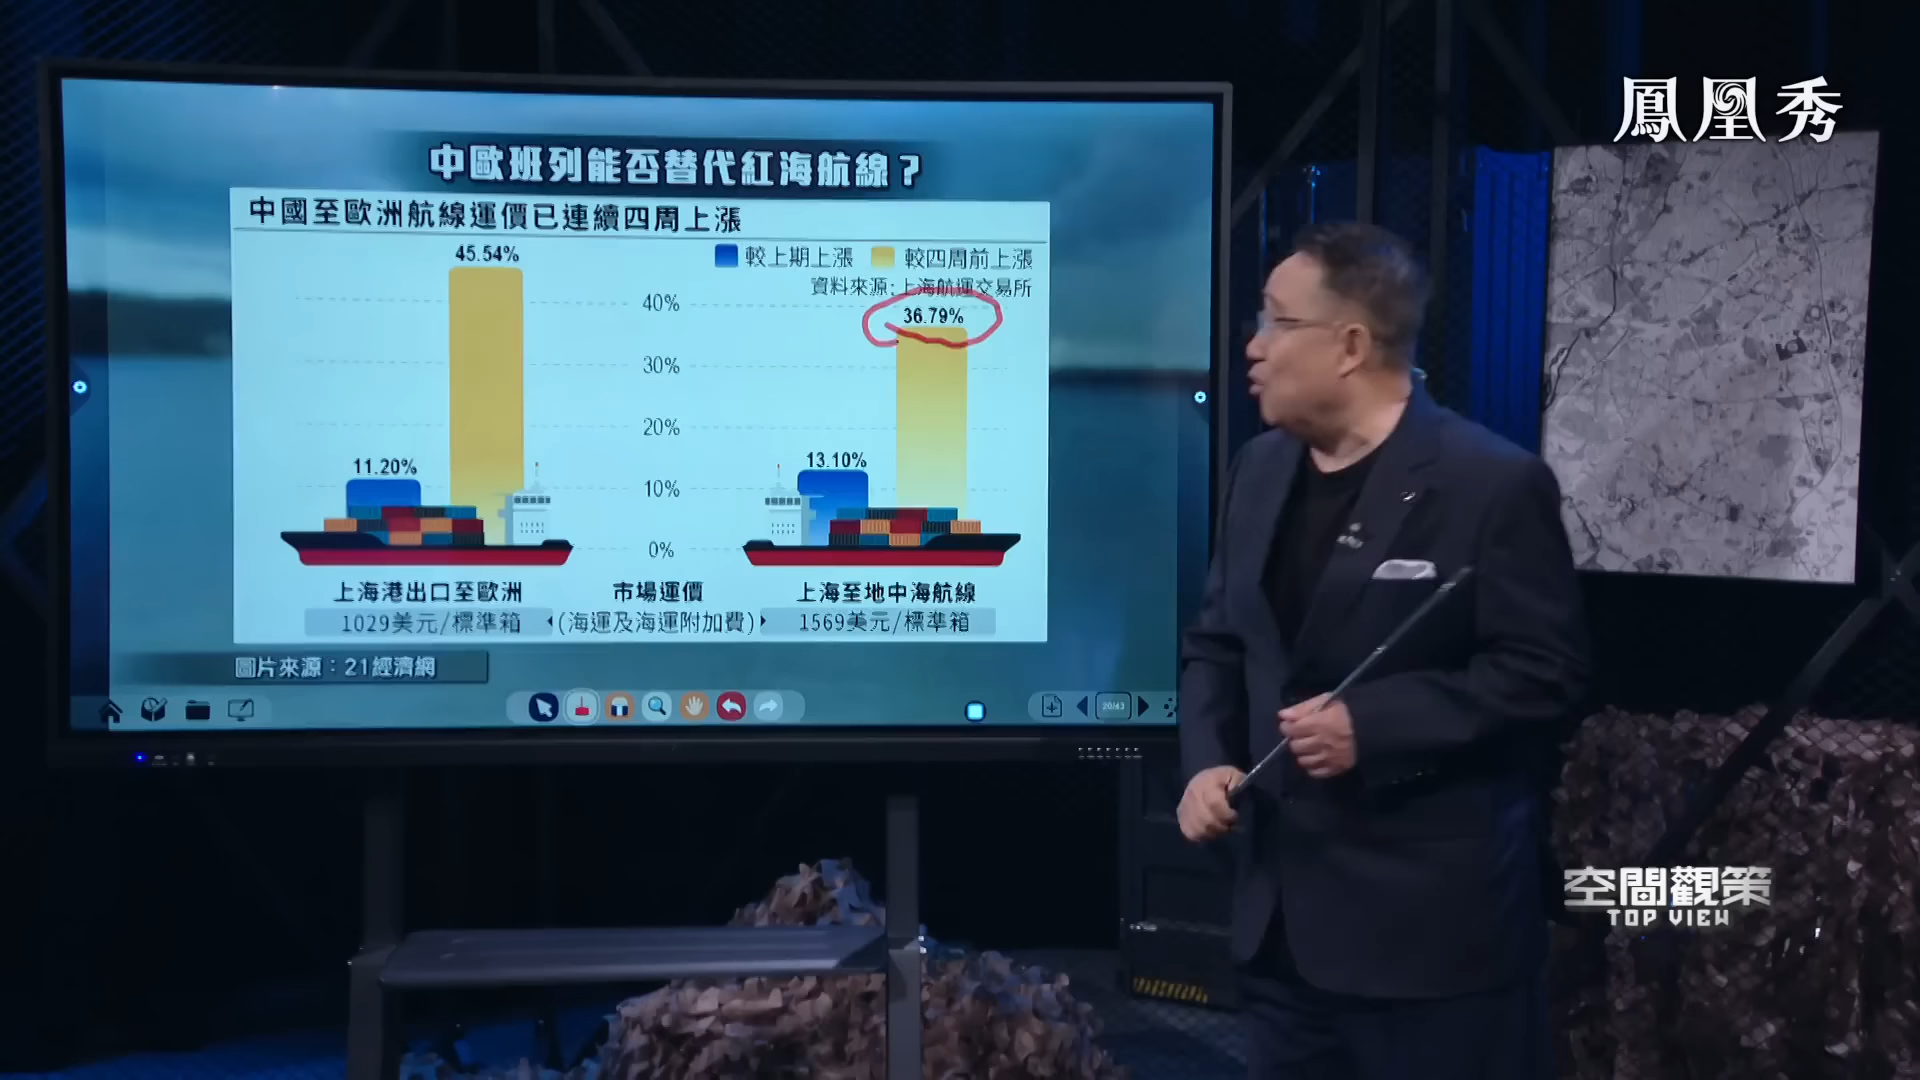 鳳凰秀
中歐班列能否替代紅海航線？
中國至歐洲航線運價已連續四周上漲
45.54%
較上期上漲 較四周前上漲
資料來源:上海航運交易所
40%
36.79%
30%
20%
11.20%
13.10%
10%
0%
上海港出口至歐洲 市場運價 上海至地中海航線
1029美元/標準箱 (海運及海運附加費) 1569美元/標準箱
圖片來源：21經濟網
20/43
空間觀策
TOP VIEW